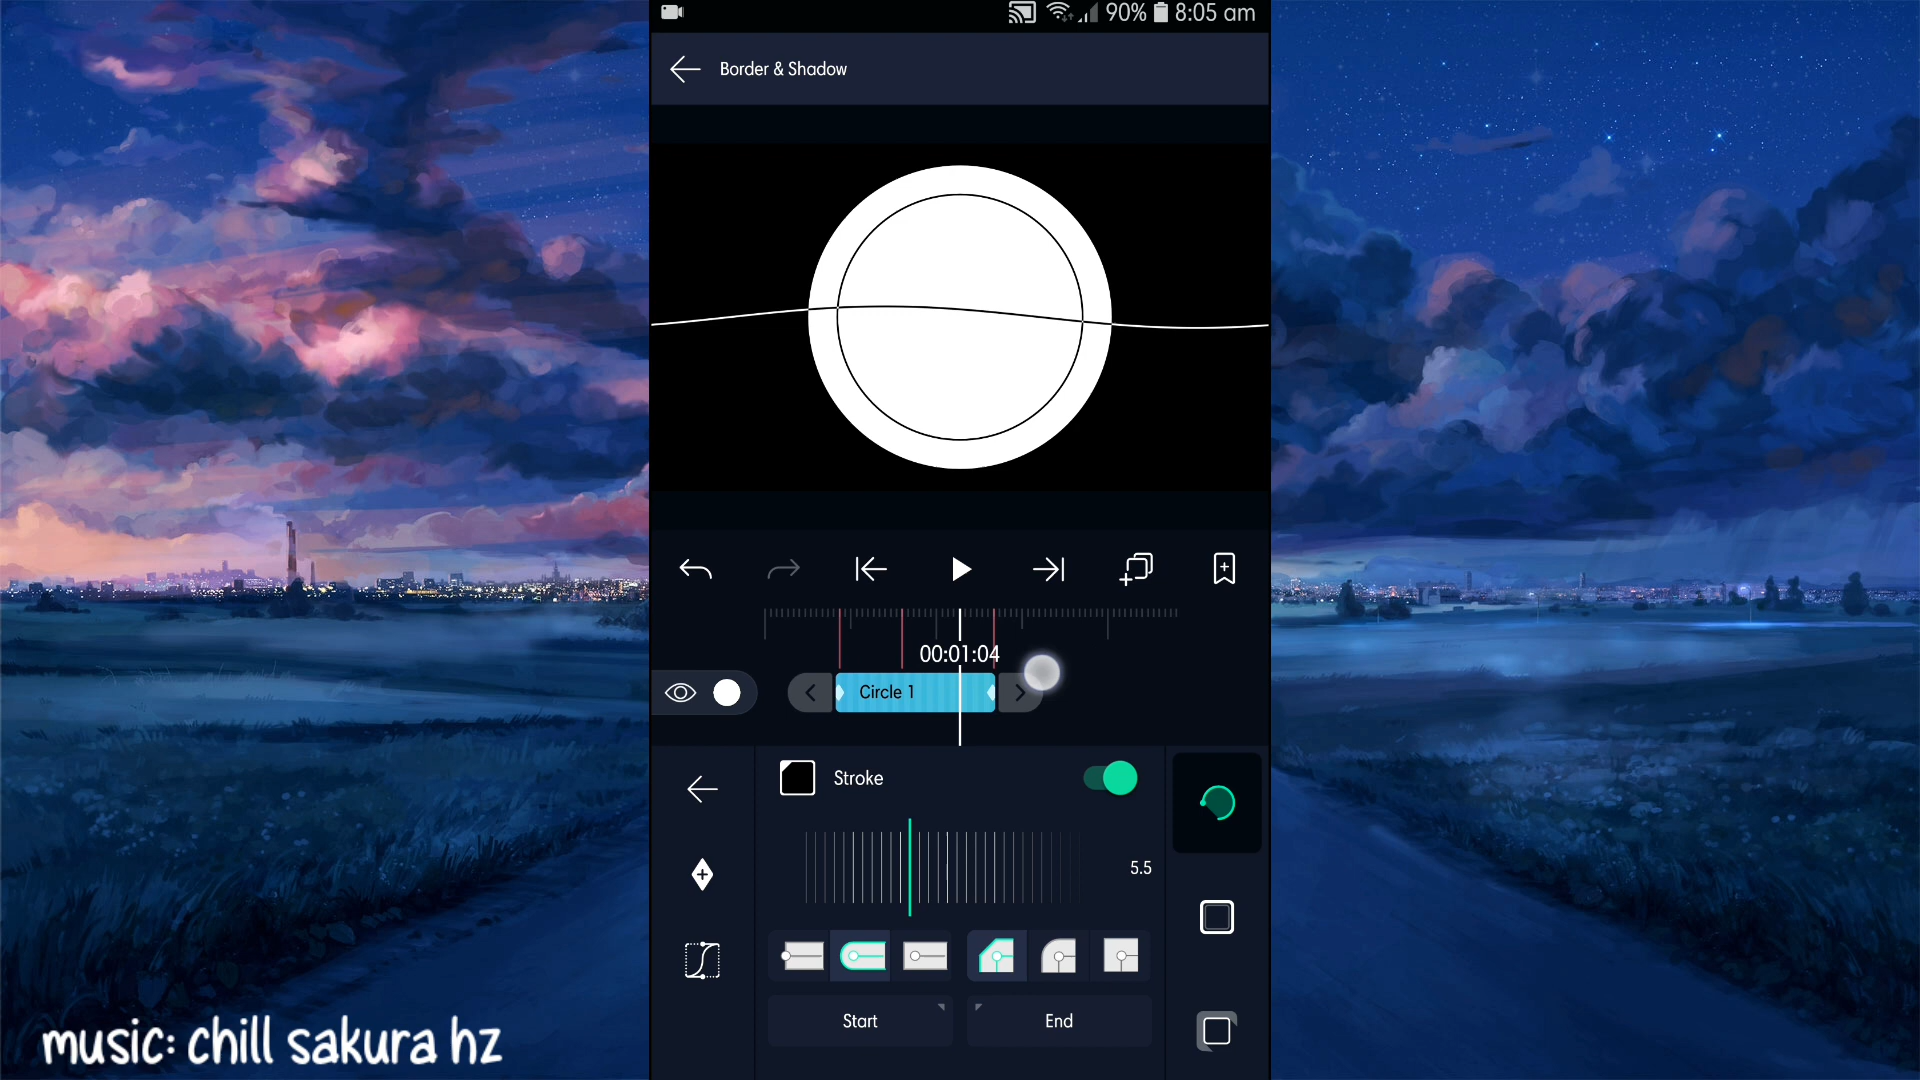 90% 8:05 am
Border & Shadow
00:01:04
Circle 1
Stroke
5.5
Start
End
music: chill sakura hz